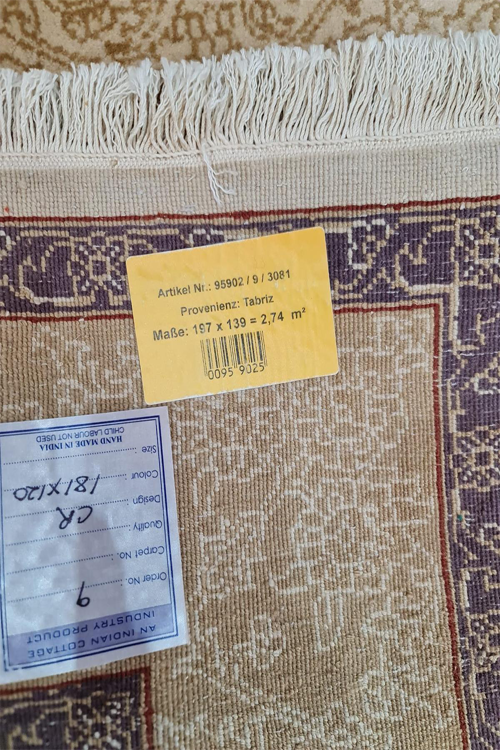 Artikel Nr.: 95902 / 9 / 3081
Provenienz: Tabriz
Maße: 197 x 139 = 2,74 m²
0095 9025
AN INDIAN COTTAGE
INDUSTRY PRODUCT
Order No. 9
Carpet No.
Quality : CR
Design :
Colour : 181X120
Size :
HAND MADE IN INDIA
CHILD LABOUR NOT USED